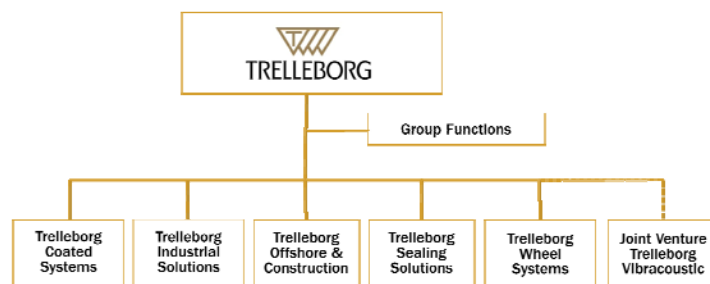 TRELLEBORG
Group Functions
Trelleborg
Coated
Systems
Trelleborg
Industrial
Solutions
Trelleborg
Offshore &
Construction
Trelleborg
Sealing
Solutions
Trelleborg
Wheel
Systems
Joint Venture
Trelleborg
Vibracoustic